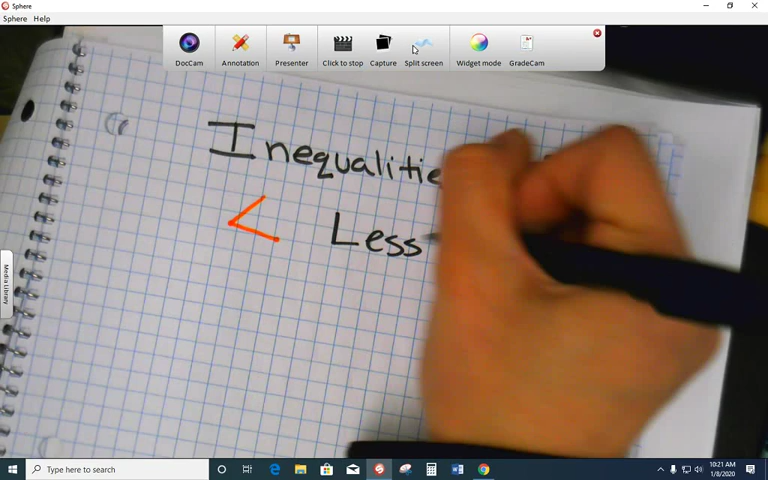 Sphere
Sphere Help
DocCam Annotation Presenter Click to stop Capture Split screen Widget mode GradeCam
Inequalitie
< Less
Media Library
Type here to search
10:21 AM
1/8/2020